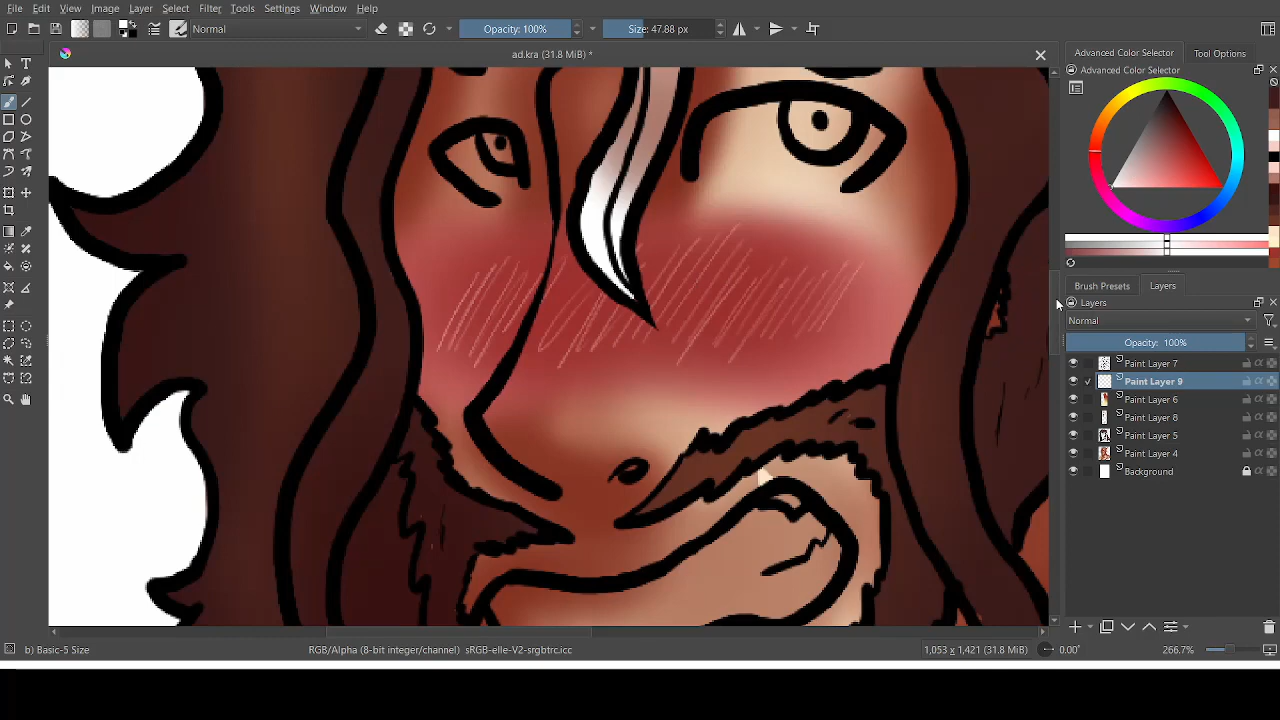 File Edit View Image Layer Select Filter Tools Settings Window Help
Normal Opacity: 100% Size: 47.88 px
ad.kra (31.8 MiB) *
Advanced Color Selector Tool Options
Advanced Color Selector
Brush Presets Layers
Layers
Normal
Opacity: 100%
Paint Layer 7
Paint Layer 9
Paint Layer 6
Paint Layer 8
Paint Layer 5
Paint Layer 4
Background
b) Basic-5 Size RGB/Alpha (8-bit integer/channel) sRGB-elle-V2-srgbtrc.icc 1,053 x 1,421 (31.8 MiB) 0.00° 266.7%